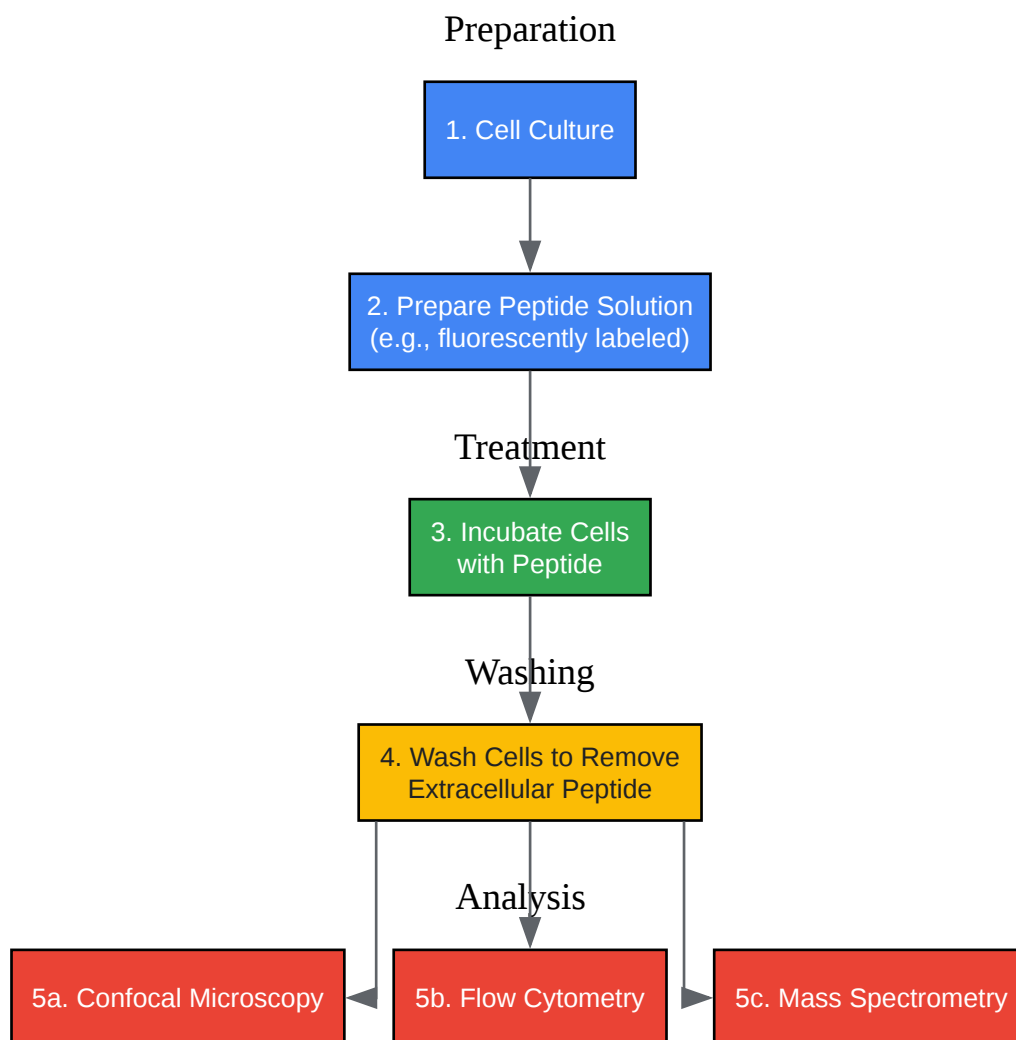 Preparation
1. Cell Culture
2. Prepare Peptide Solution
(e.g., fluorescently labeled)
Treatment
3. Incubate Cells
with Peptide
Washing
4. Wash Cells to Remove
Extracellular Peptide
Analysis
5a. Confocal Microscopy
5b. Flow Cytometry
5c. Mass Spectrometry